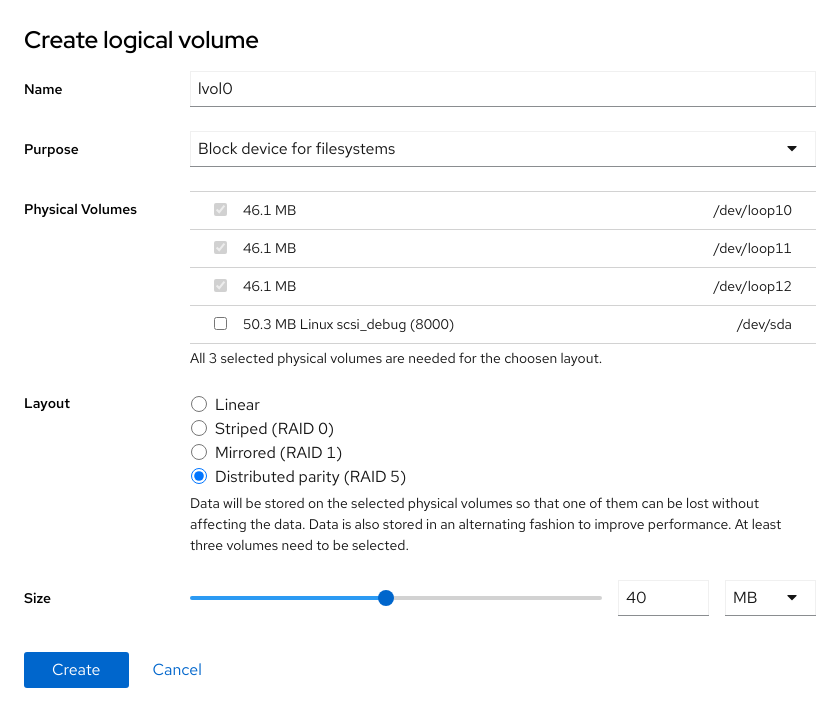 Create logical volume
Name lvol0
Purpose Block device for filesystems
Physical Volumes 46.1 MB /dev/loop10
46.1 MB /dev/loop11
46.1 MB /dev/loop12
50.3 MB Linux scsi_debug (8000) /dev/sda
All 3 selected physical volumes are needed for the choosen layout.
Layout Linear
Striped (RAID 0)
Mirrored (RAID 1)
Distributed parity (RAID 5)
Data will be stored on the selected physical volumes so that one of them can be lost without
affecting the data. Data is also stored in an alternating fashion to improve performance. At least
three volumes need to be selected.
Size 40 MB
Create Cancel